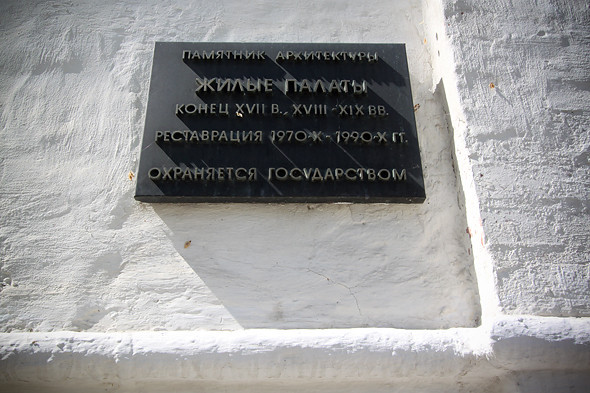 ПАМЯТНИК АРХИТЕКТУРЫ
ЖИЛЫЕ ПАЛАТЫ
КОНЕЦ XVII В., XVIII-XIX ВВ.
РЕСТАВРАЦИЯ 1970-Х - 1990-Х ГГ.
ОХРАНЯЕТСЯ ГОСУДАРСТВОМ